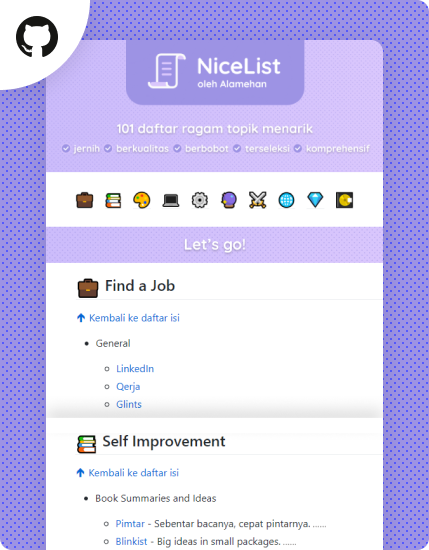 NiceList
oleh Alamehan
101 daftar ragam topik menarik
jernih berkualitas berbobot terseleksi komprehensif
Let's go!
Find a Job
Kembali ke daftar isi
General
LinkedIn
Qerja
Glints
Self Improvement
Kembali ke daftar isi
Book Summaries and Ideas
Pimtar - Sebentar bacanya, cepat pintarnya. ......
Blinkist - Big ideas in small packages. ......